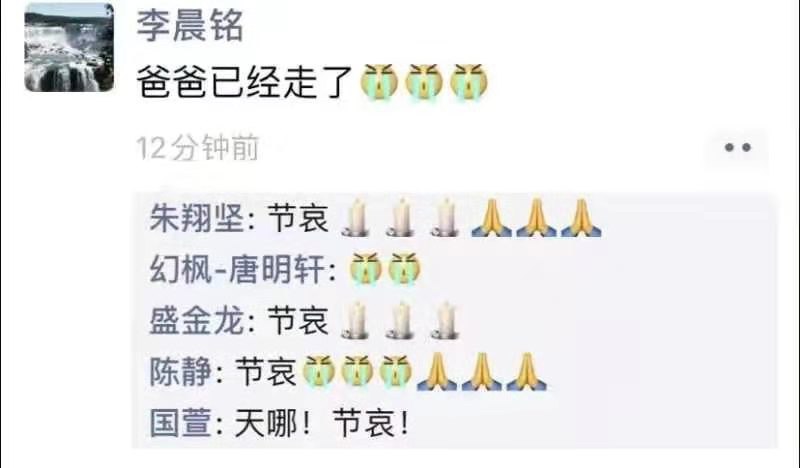 李晨铭
爸爸已经走了😭😭😭
12分钟前
朱翔坚: 节哀🕯🕯🕯🙏🙏🙏
幻枫-唐明轩: 😭😭
盛金龙: 节哀🕯🕯🕯
陈静: 节哀😭😭😭🙏🙏🙏
国萱: 天哪！节哀！